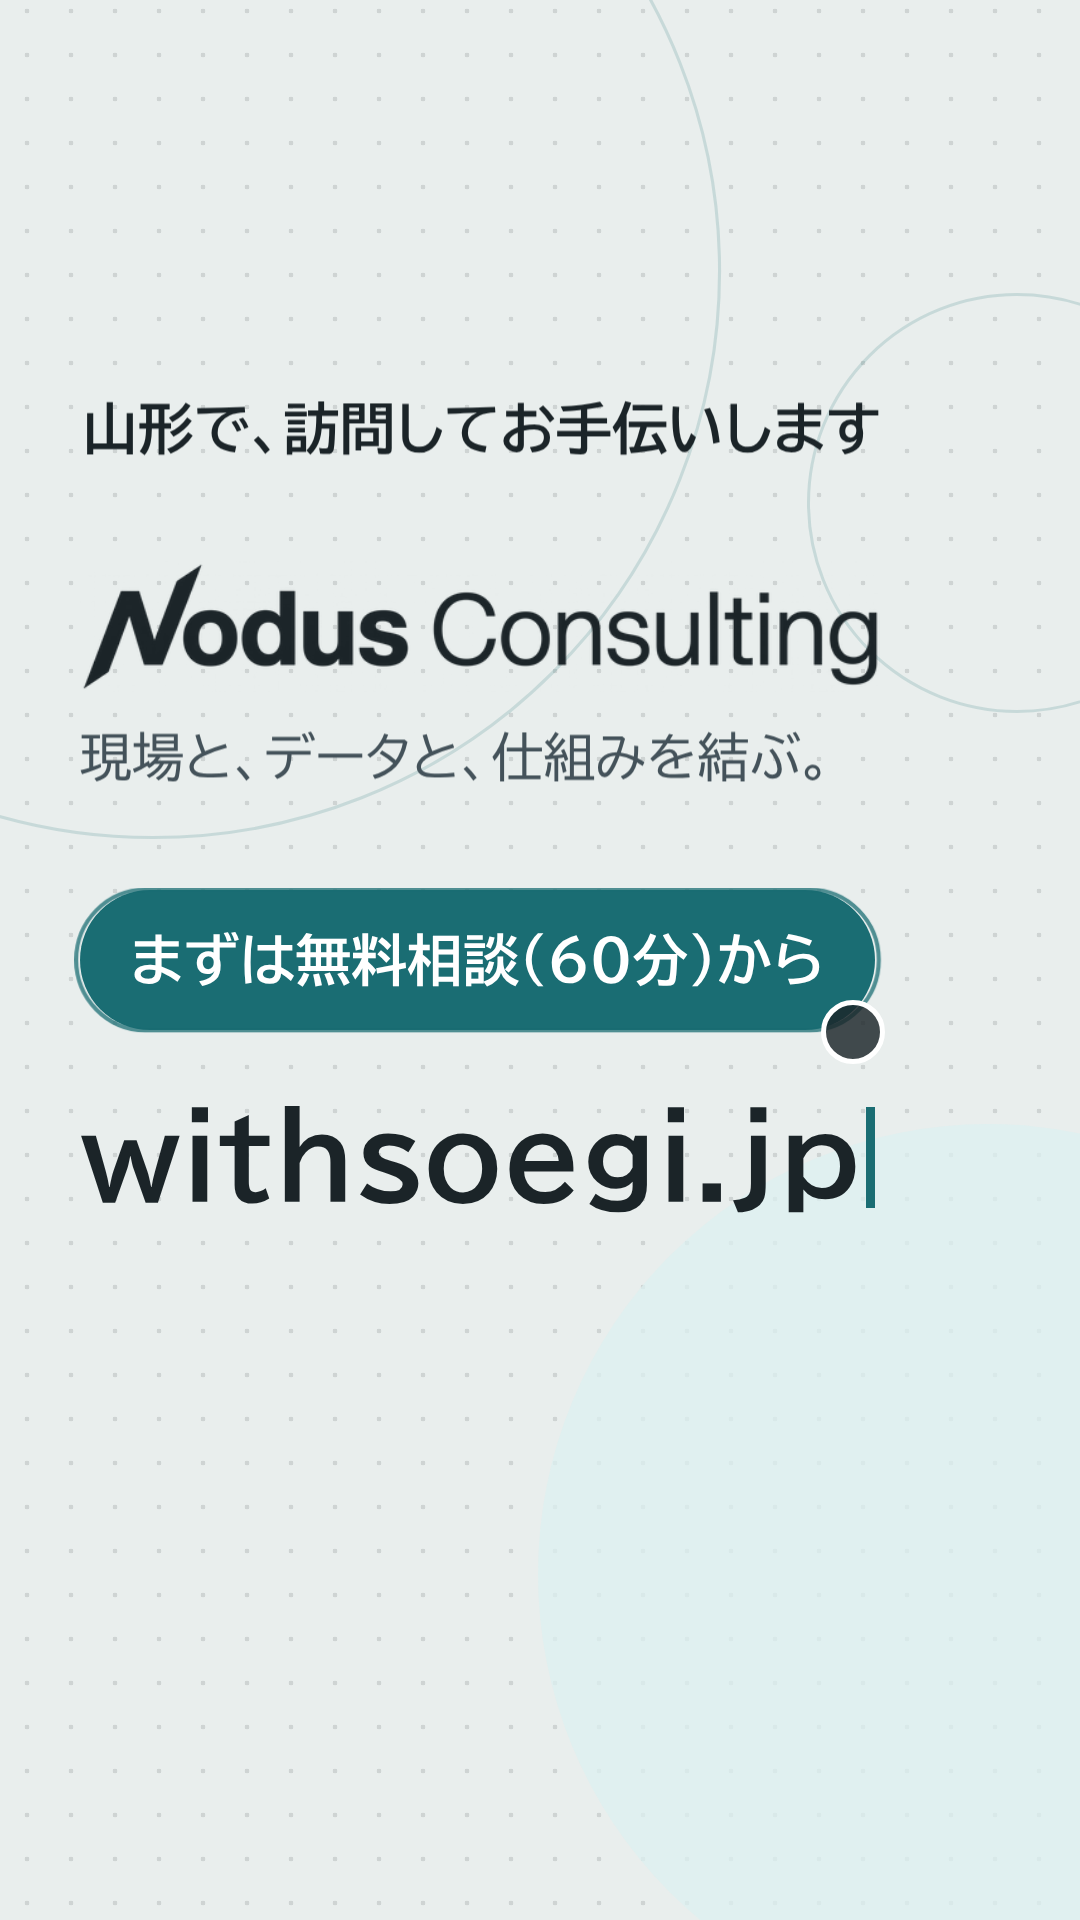 山形で、訪問してお手伝いします
Nodus Consulting
現場と、データと、仕組みを結ぶ。
まずは無料相談（60分）から
withsoegi.jp